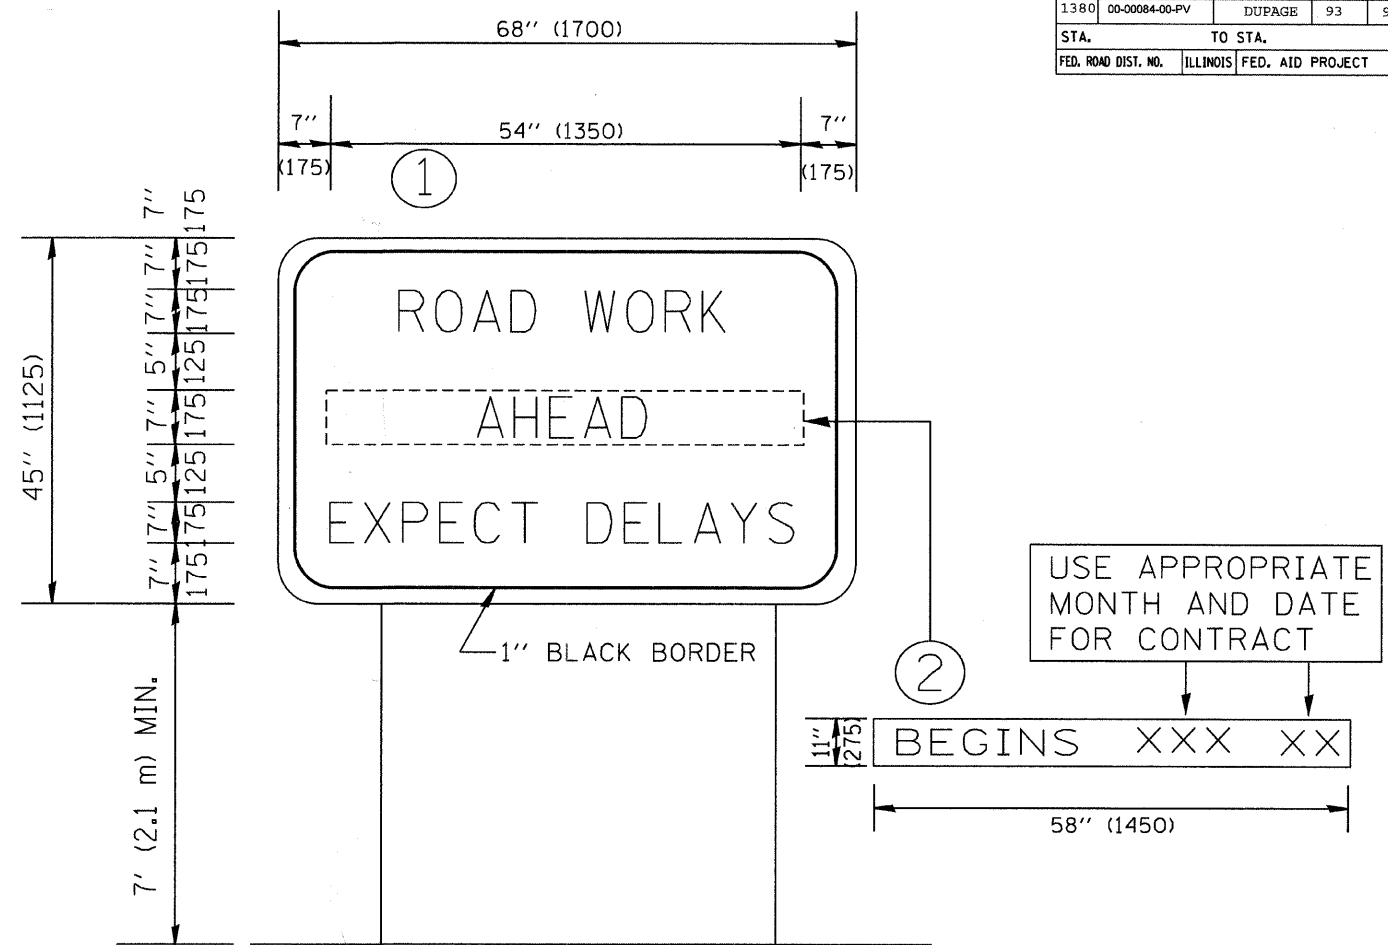 1380 00-00084-00-PV DUPAGE 93
STA. TO STA.
FED. ROAD DIST. NO. ILLINOIS FED. AID PROJECT
68'' (1700)
7'' 54'' (1350) 7''
(175) (175)
1
7'' 175
7'' 175
7'' 175
5'' 125
7'' 175
5'' 125
7'' 175
7'' 175
45'' (1125)
ROAD WORK
AHEAD
EXPECT DELAYS
1'' BLACK BORDER
7' (2.1 m) MIN.
2
USE APPROPRIATE
MONTH AND DATE
FOR CONTRACT
11'' (275)
BEGINS XXX XX
58'' (1450)